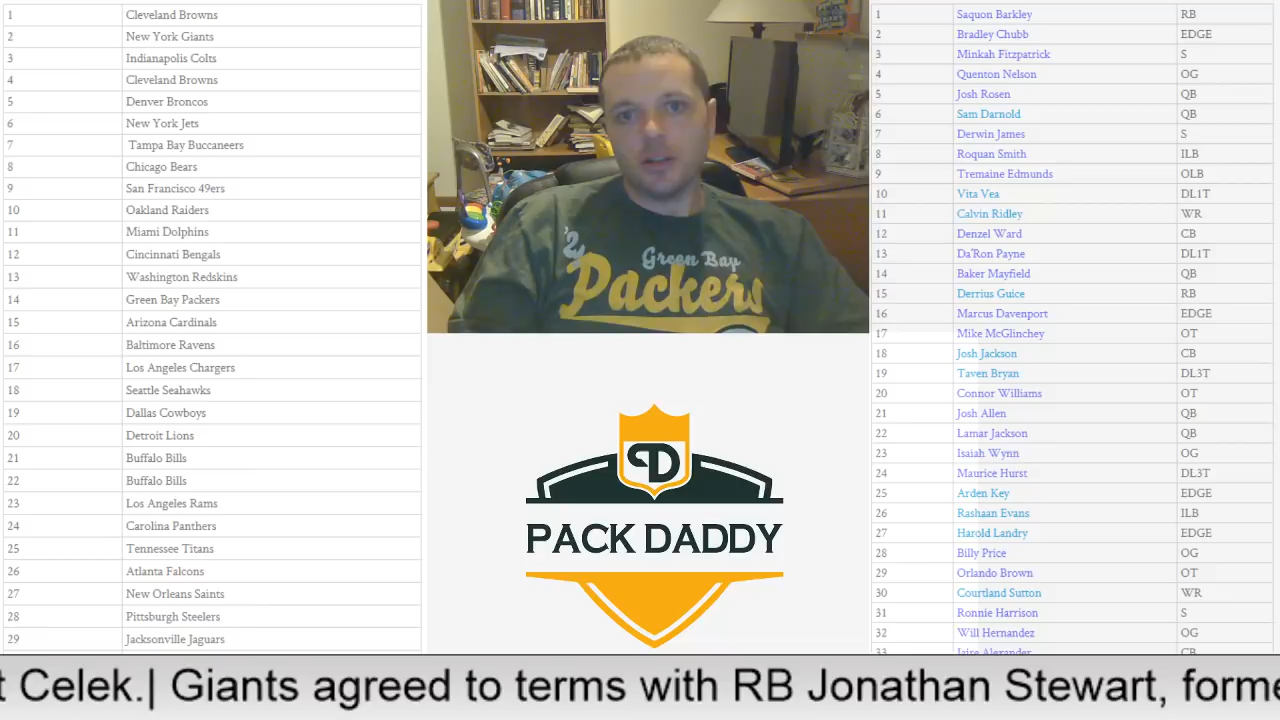 1 Cleveland Browns
2 New York Giants
3 Indianapolis Colts
4 Cleveland Browns
5 Denver Broncos
6 New York Jets
7 Tampa Bay Buccaneers
8 Chicago Bears
9 San Francisco 49ers
10 Oakland Raiders
11 Miami Dolphins
12 Cincinnati Bengals
13 Washington Redskins
14 Green Bay Packers
15 Arizona Cardinals
16 Baltimore Ravens
17 Los Angeles Chargers
18 Seattle Seahawks
19 Dallas Cowboys
20 Detroit Lions
21 Buffalo Bills
22 Buffalo Bills
23 Los Angeles Rams
24 Carolina Panthers
25 Tennessee Titans
26 Atlanta Falcons
27 New Orleans Saints
28 Pittsburgh Steelers
29 Jacksonville Jaguars
Green Bay
Packers
PD
PACK DADDY
1 Saquon Barkley RB
2 Bradley Chubb EDGE
3 Minkah Fitzpatrick S
4 Quenton Nelson OG
5 Josh Rosen QB
6 Sam Darnold QB
7 Derwin James S
8 Roquan Smith ILB
9 Tremaine Edmunds OLB
10 Vita Vea DL1T
11 Calvin Ridley WR
12 Denzel Ward CB
13 Da'Ron Payne DL1T
14 Baker Mayfield QB
15 Derrius Guice RB
16 Marcus Davenport EDGE
17 Mike McGlinchey OT
18 Josh Jackson CB
19 Taven Bryan DL3T
20 Connor Williams OT
21 Josh Allen QB
22 Lamar Jackson QB
23 Isaiah Wynn OG
24 Maurice Hurst DL3T
25 Arden Key EDGE
26 Rashaan Evans ILB
27 Harold Landry EDGE
28 Billy Price OG
29 Orlando Brown OT
30 Courtland Sutton WR
31 Ronnie Harrison S
32 Will Hernandez OG
33 Jaire Alexander CB
t Celek.| Giants agreed to terms with RB Jonathan Stewart, forme